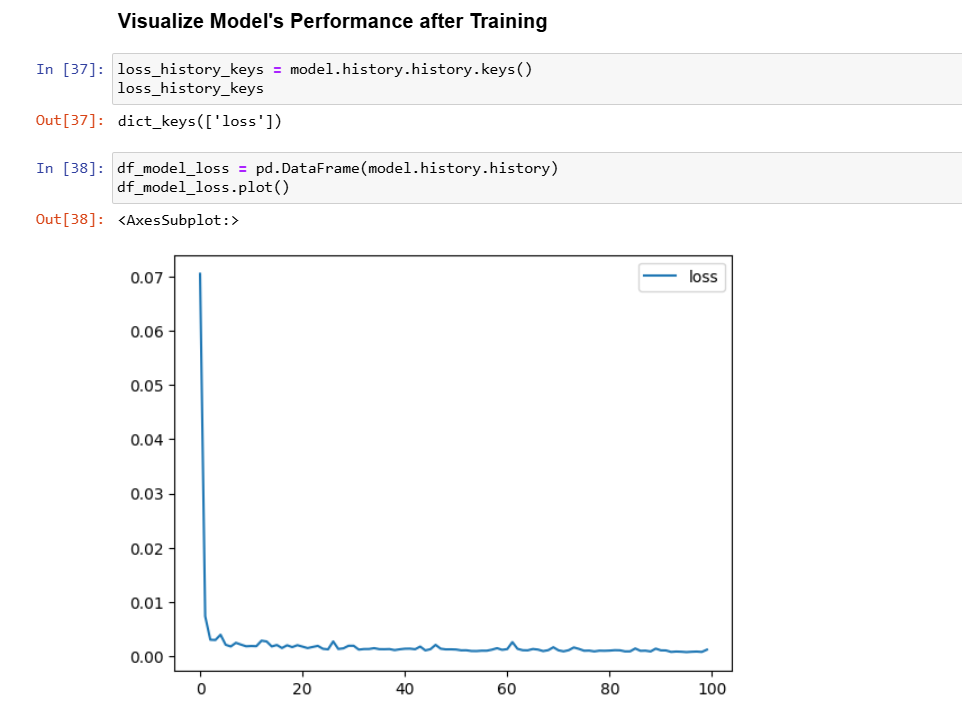 Visualize Model's Performance after Training
In [37]: loss_history_keys = model.history.history.keys()
loss_history_keys
Out[37]: dict_keys(['loss'])
In [38]: df_model_loss = pd.DataFrame(model.history.history)
df_model_loss.plot()
Out[38]: <AxesSubplot:>
loss
0.07
0.06
0.05
0.04
0.03
0.02
0.01
0.00
0 20 40 60 80 100